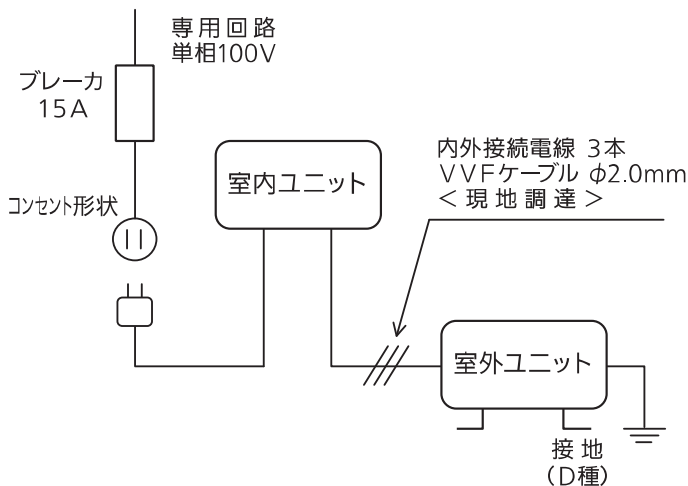 専用回路
単相100V
ブレーカ
15A
コンセント形状
室内ユニット
内外接続電線 3本
VVFケーブル φ2.0mm
<現地調達>
室外ユニット
接地
(D種)